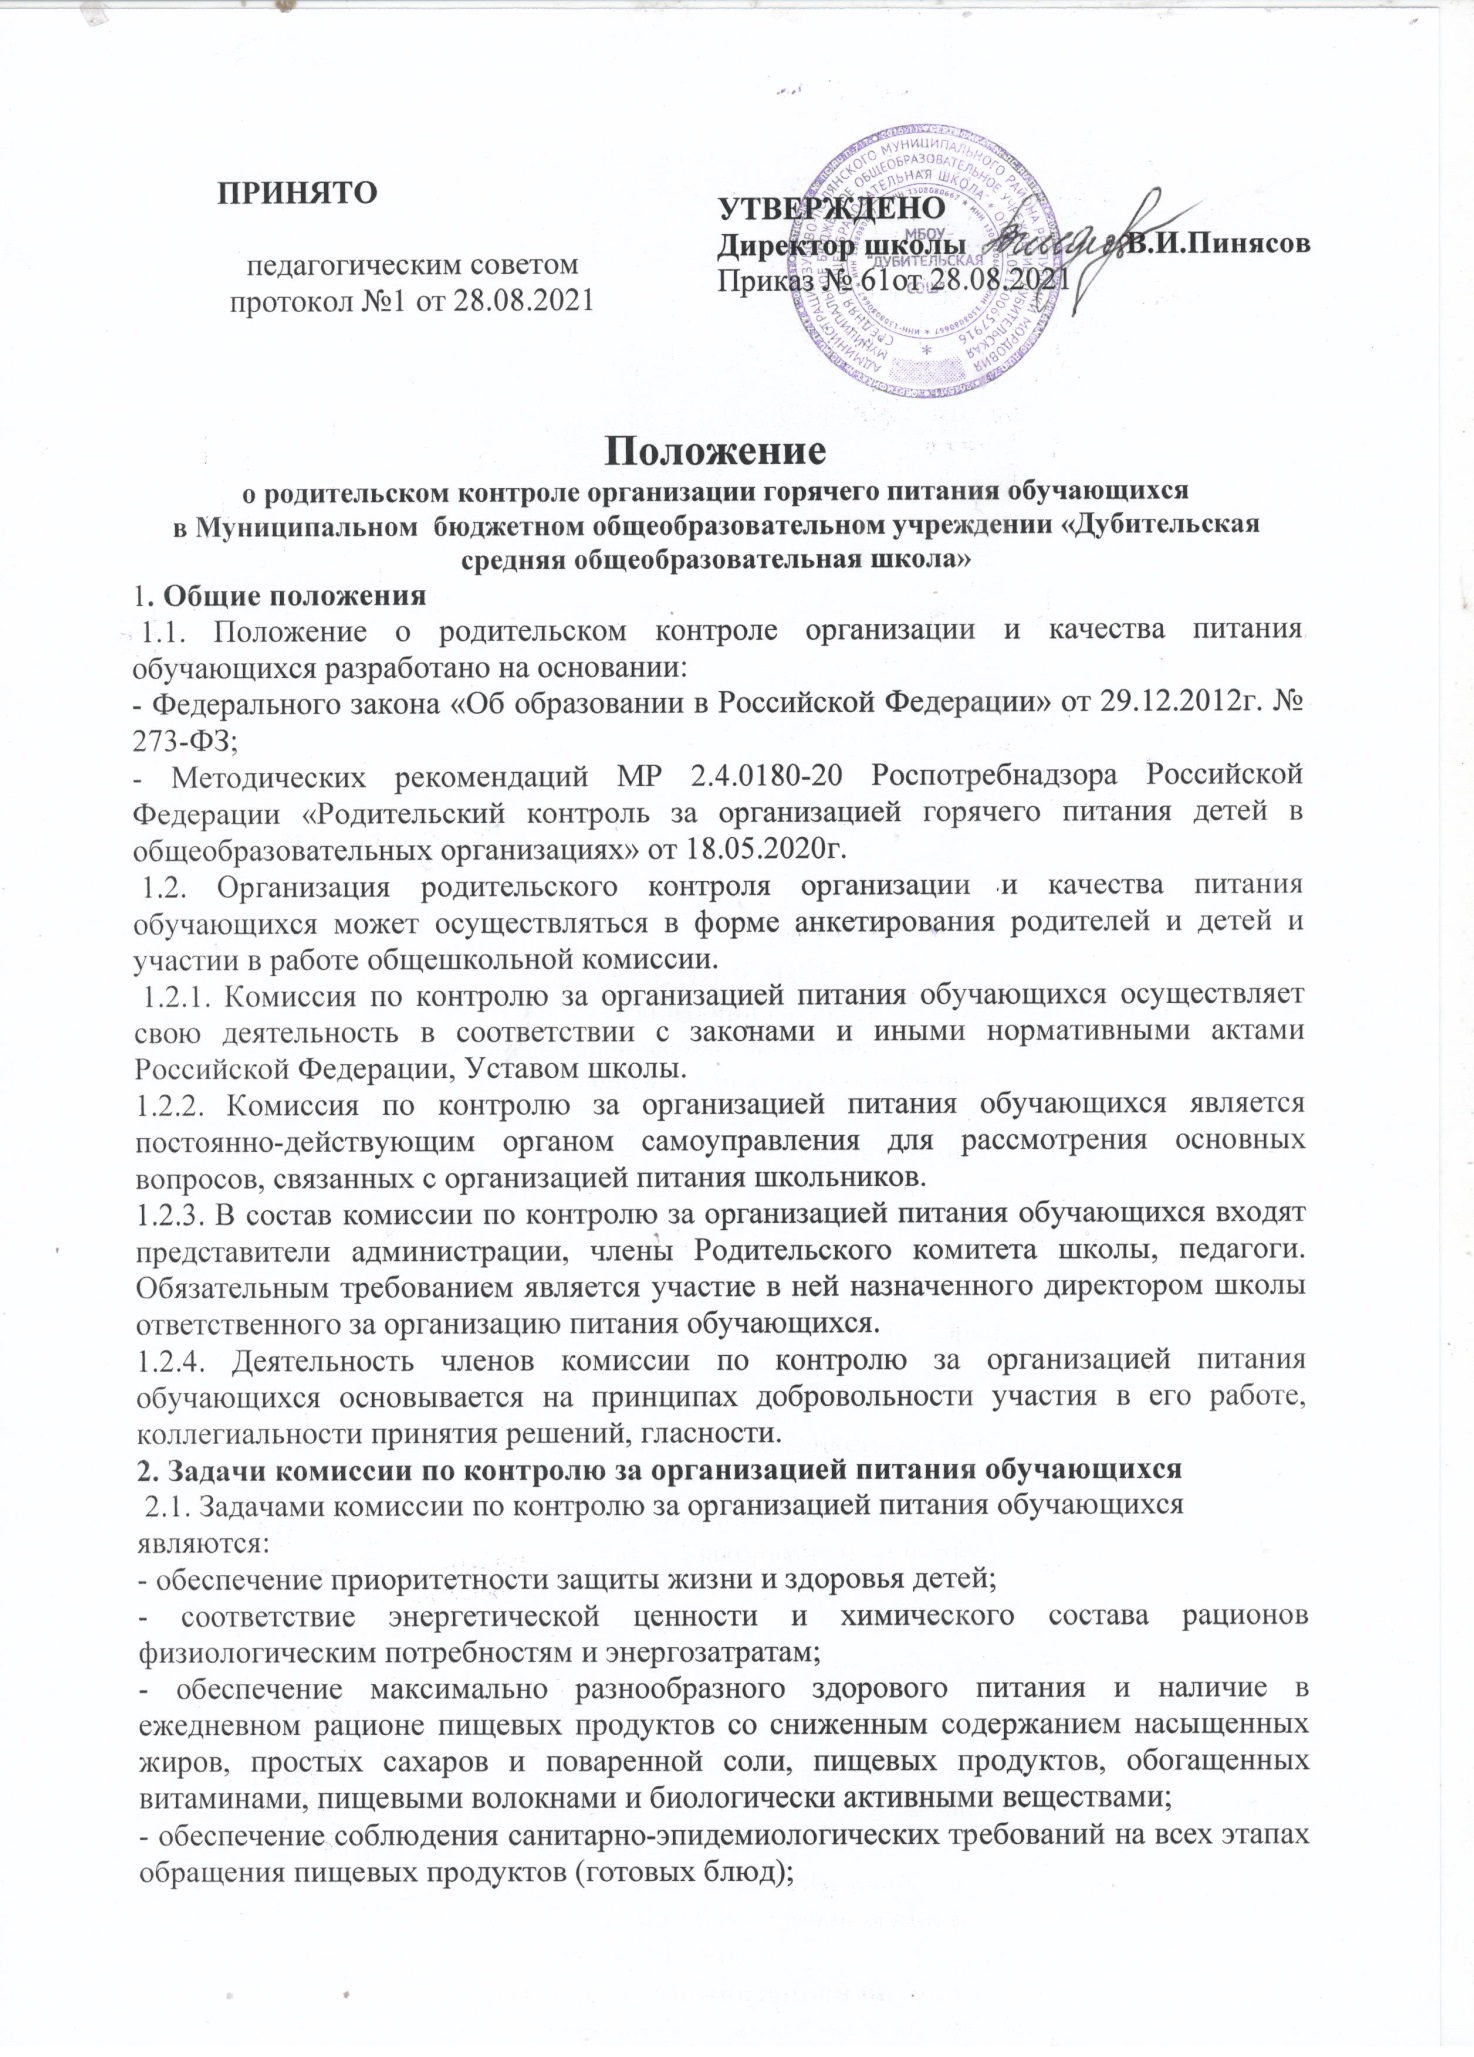 ПРИНЯТО
педагогическим советом
протокол №1 от 28.08.2021
УТВЕРЖДЕНО
Директор школы В.И.Пинясов
Приказ № 61от 28.08.2021
МБОУ
"ДУБИТЕЛЬСКАЯ
СОШ"
Положение
о родительском контроле организации горячего питания обучающихся
в Муниципальном бюджетном общеобразовательном учреждении «Дубительская
средняя общеобразовательная школа»
1. Общие положения
1.1. Положение о родительском контроле организации и качества питания
обучающихся разработано на основании:
- Федерального закона «Об образовании в Российской Федерации» от 29.12.2012г. №
273-ФЗ;
- Методических рекомендаций МР 2.4.0180-20 Роспотребнадзора Российской
Федерации «Родительский контроль за организацией горячего питания детей в
общеобразовательных организациях» от 18.05.2020г.
1.2. Организация родительского контроля организации и качества питания
обучающихся может осуществляться в форме анкетирования родителей и детей и
участии в работе общешкольной комиссии.
1.2.1. Комиссия по контролю за организацией питания обучающихся осуществляет
свою деятельность в соответствии с законами и иными нормативными актами
Российской Федерации, Уставом школы.
1.2.2. Комиссия по контролю за организацией питания обучающихся является
постоянно-действующим органом самоуправления для рассмотрения основных
вопросов, связанных с организацией питания школьников.
1.2.3. В состав комиссии по контролю за организацией питания обучающихся входят
представители администрации, члены Родительского комитета школы, педагоги.
Обязательным требованием является участие в ней назначенного директором школы
ответственного за организацию питания обучающихся.
1.2.4. Деятельность членов комиссии по контролю за организацией питания
обучающихся основывается на принципах добровольности участия в его работе,
коллегиальности принятия решений, гласности.
2. Задачи комиссии по контролю за организацией питания обучающихся
2.1. Задачами комиссии по контролю за организацией питания обучающихся
являются:
- обеспечение приоритетности защиты жизни и здоровья детей;
- соответствие энергетической ценности и химического состава рационов
физиологическим потребностям и энергозатратам;
- обеспечение максимально разнообразного здорового питания и наличие в
ежедневном рационе пищевых продуктов со сниженным содержанием насыщенных
жиров, простых сахаров и поваренной соли, пищевых продуктов, обогащенных
витаминами, пищевыми волокнами и биологически активными веществами;
- обеспечение соблюдения санитарно-эпидемиологических требований на всех этапах
обращения пищевых продуктов (готовых блюд);